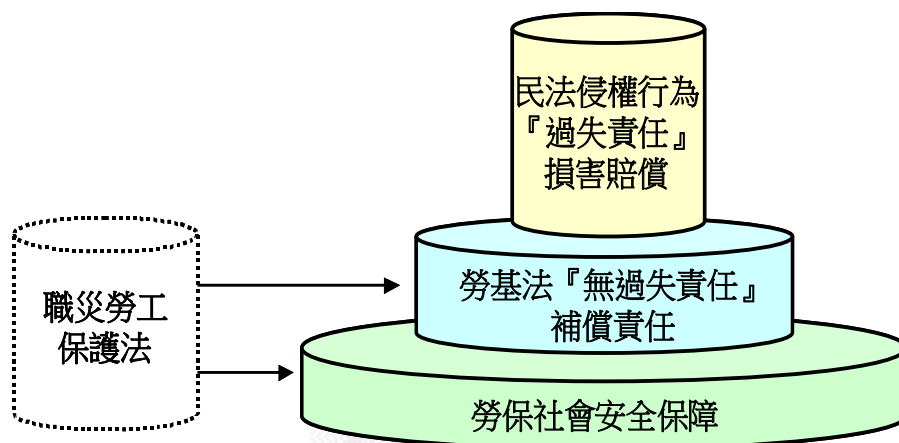 民法侵權行為
『過失責任』
損害賠償
勞基法『無過失責任』
補償責任
職災勞工
保護法
勞保社會安全保障